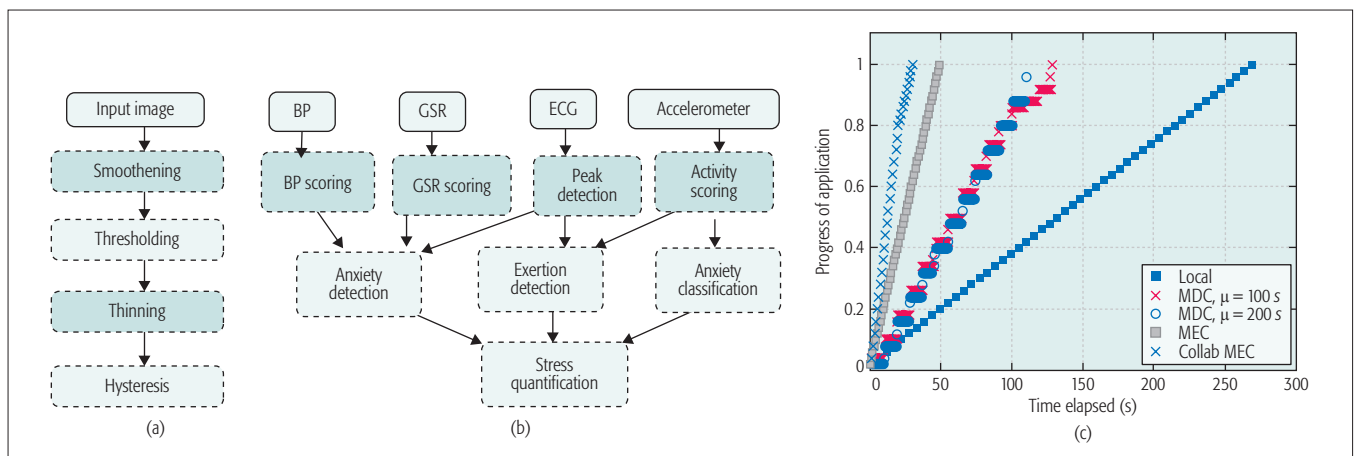 Input image
Smoothening
Thresholding
Thinning
Hysteresis
(a)
BP
GSR
ECG
Accelerometer
BP scoring
GSR scoring
Peak
detection
Activity
scoring
Anxiety
detection
Exertion
detection
Anxiety
classification
Stress
quantification
(b)
Progress of application
1
0.8
0.6
0.4
0.2
0
0
50
100
150
200
250
300
Time elapsed (s)
Local
MDC, μ = 100 s
MDC, μ = 200 s
MEC
Collab MEC
(c)